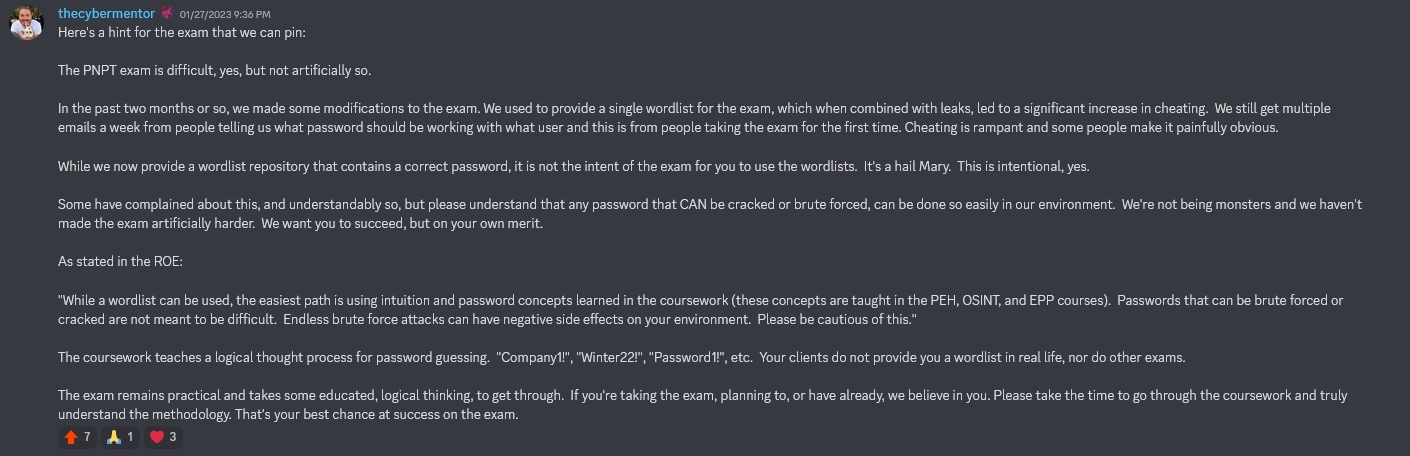 thecybermentor 01/27/2023 9:36 PM
Here's a hint for the exam that we can pin:
The PNPT exam is difficult, yes, but not artificially so.
In the past two months or so, we made some modifications to the exam. We used to provide a single wordlist for the exam, which when combined with leaks, led to a significant increase in cheating.  We still get multiple
emails a week from people telling us what password should be working with what user and this is from people taking the exam for the first time. Cheating is rampant and some people make it painfully obvious.
While we now provide a wordlist repository that contains a correct password, it is not the intent of the exam for you to use the wordlists.  It's a hail Mary.  This is intentional, yes.
Some have complained about this, and understandably so, but please understand that any password that CAN be cracked or brute forced, can be done so easily in our environment.  We're not being monsters and we haven't
made the exam artificially harder.  We want you to succeed, but on your own merit.
As stated in the ROE:
"While a wordlist can be used, the easiest path is using intuition and password concepts learned in the coursework (these concepts are taught in the PEH, OSINT, and EPP courses).  Passwords that can be brute forced or
cracked are not meant to be difficult.  Endless brute force attacks can have negative side effects on your environment.  Please be cautious of this."
The coursework teaches a logical thought process for password guessing.  "Company1!", "Winter22!", "Password1!", etc.  Your clients do not provide you a wordlist in real life, nor do other exams.
The exam remains practical and takes some educated, logical thinking, to get through.  If you're taking the exam, planning to, or have already, we believe in you. Please take the time to go through the coursework and truly
understand the methodology. That's your best chance at success on the exam.
7 1 3